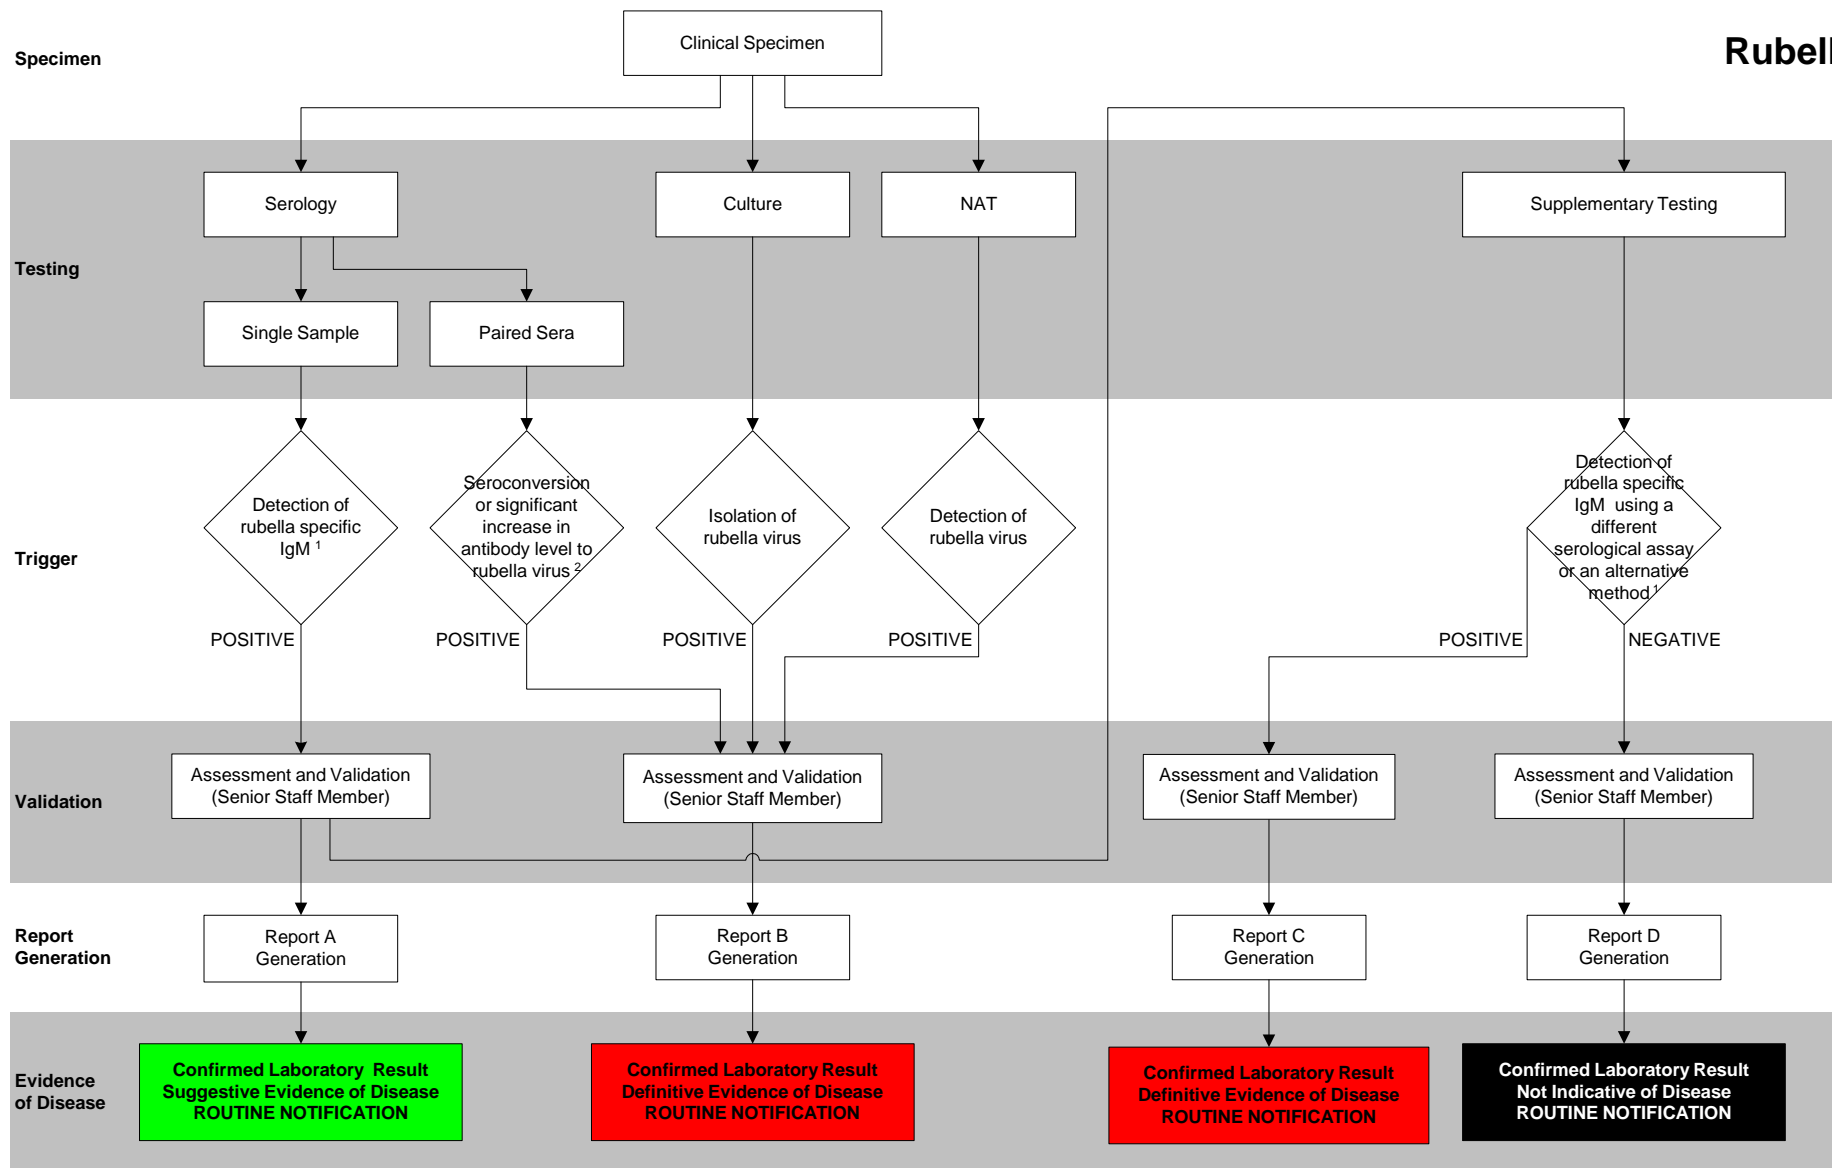 Specimen
Clinical Specimen
Rubell
Testing
Serology
Culture
NAT
Supplementary Testing
Single Sample
Paired Sera
Trigger
Detection of
rubella specific
IgM 1
Seroconversion
or significant
increase in
antibody level to
rubella virus 2
Isolation of
rubella virus
Detection of
rubella virus
Detection of
rubella specific
IgM using a
different
serological assay
or an alternative
method 1
POSITIVE
POSITIVE
POSITIVE
POSITIVE
POSITIVE
NEGATIVE
Validation
Assessment and Validation
(Senior Staff Member)
Assessment and Validation
(Senior Staff Member)
Assessment and Validation
(Senior Staff Member)
Assessment and Validation
(Senior Staff Member)
Report
Generation
Report A
Generation
Report B
Generation
Report C
Generation
Report D
Generation
Evidence
of Disease
Confirmed Laboratory Result
Suggestive Evidence of Disease
ROUTINE NOTIFICATION
Confirmed Laboratory Result
Definitive Evidence of Disease
ROUTINE NOTIFICATION
Confirmed Laboratory Result
Definitive Evidence of Disease
ROUTINE NOTIFICATION
Confirmed Laboratory Result
Not Indicative of Disease
ROUTINE NOTIFICATION